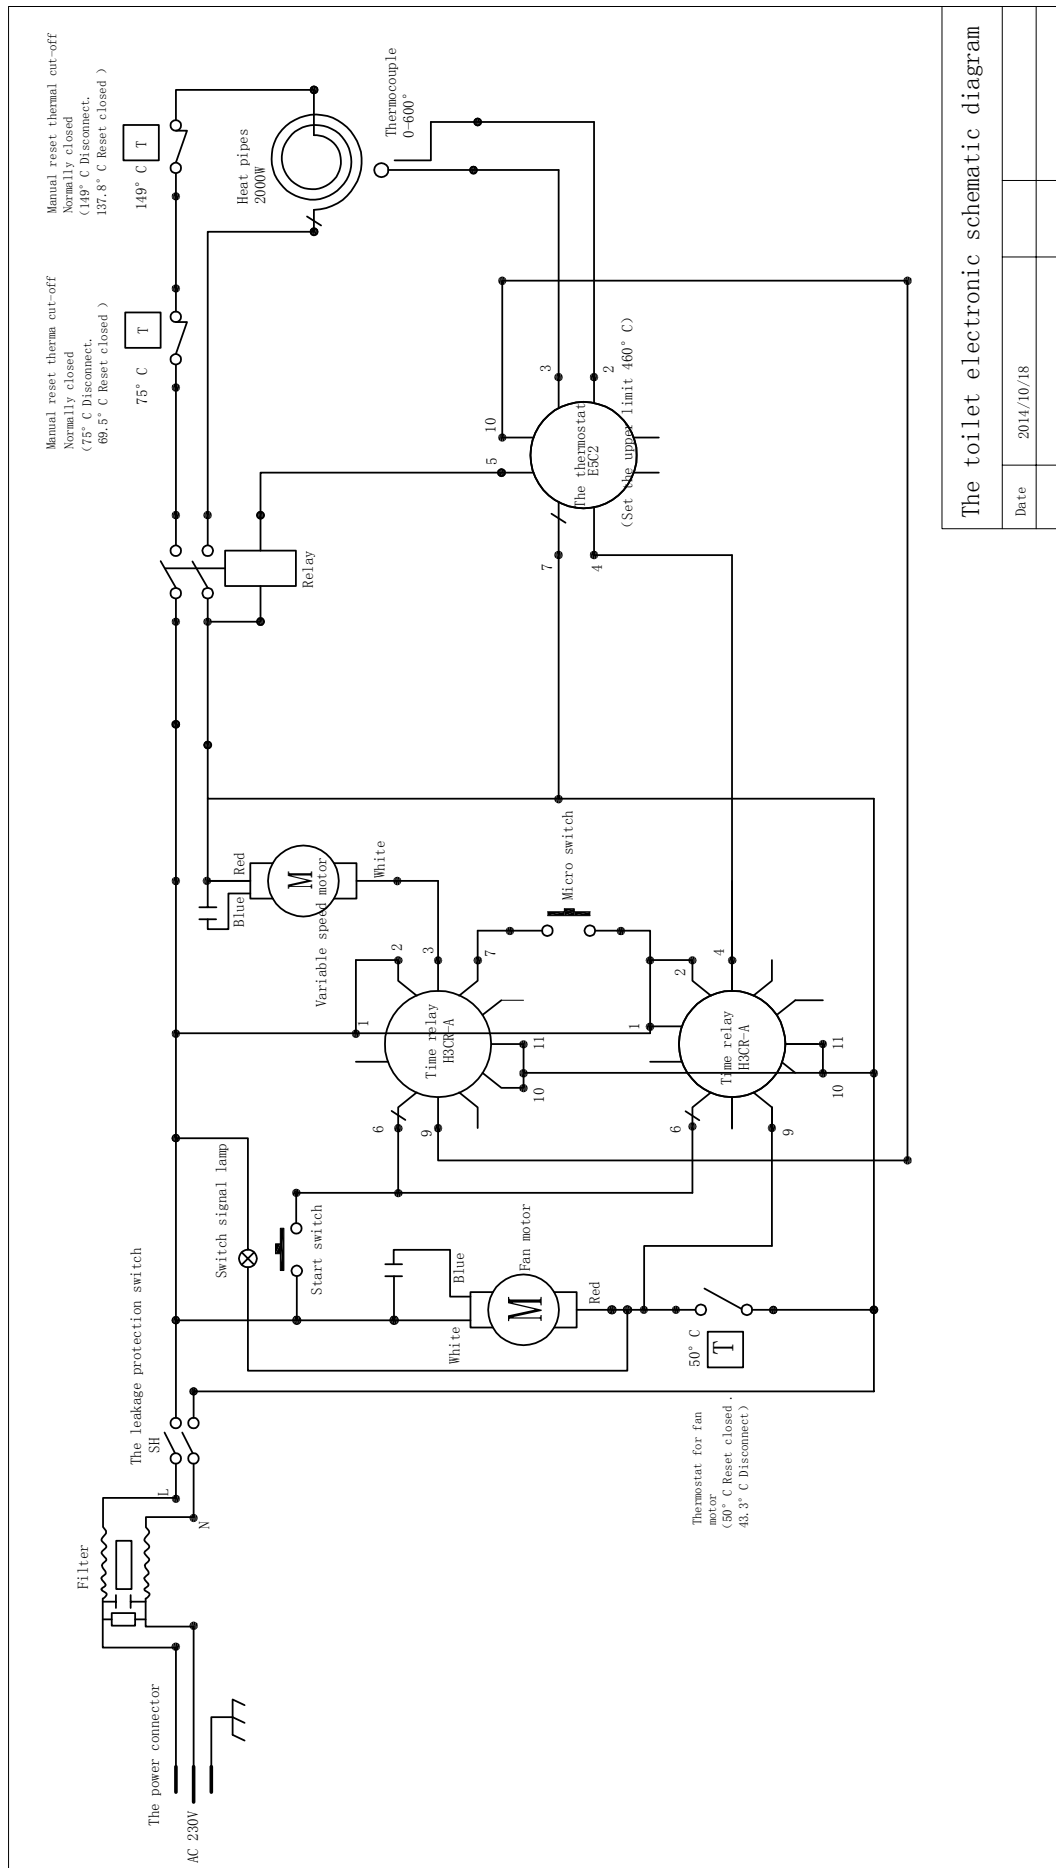 The power connector
AC 230V
Filter
L
N
The leakage protection switch
SH
Switch signal lamp
Start switch
White
Blue
M
Fan motor
Red
50° C
T
Thermostat for fan
motor
(50° C Reset closed .
43.3° C Disconnect)
6
9
1
2
3
7
11
10
Time relay
H3CR-A
6
9
1
2
4
11
10
Time relay
H3CR-A
Blue
Red
M
Variable speed motor
White
Micro switch
Relay
5
10
3
2
7
4
The thermostat
E5C2
(Set the upper limit 460° C)
Manual reset therma cut-off
Normally closed
(75° C Disconnect.
69.5° C Reset closed )
75° C
T
Manual reset thermal cut-off
Normally closed
(149° C Disconnect.
137.8° C Reset closed )
149° C
T
Heat pipes
2000W
Thermocouple
0-600°
The toilet electronic schematic diagram
Date
2014/10/18